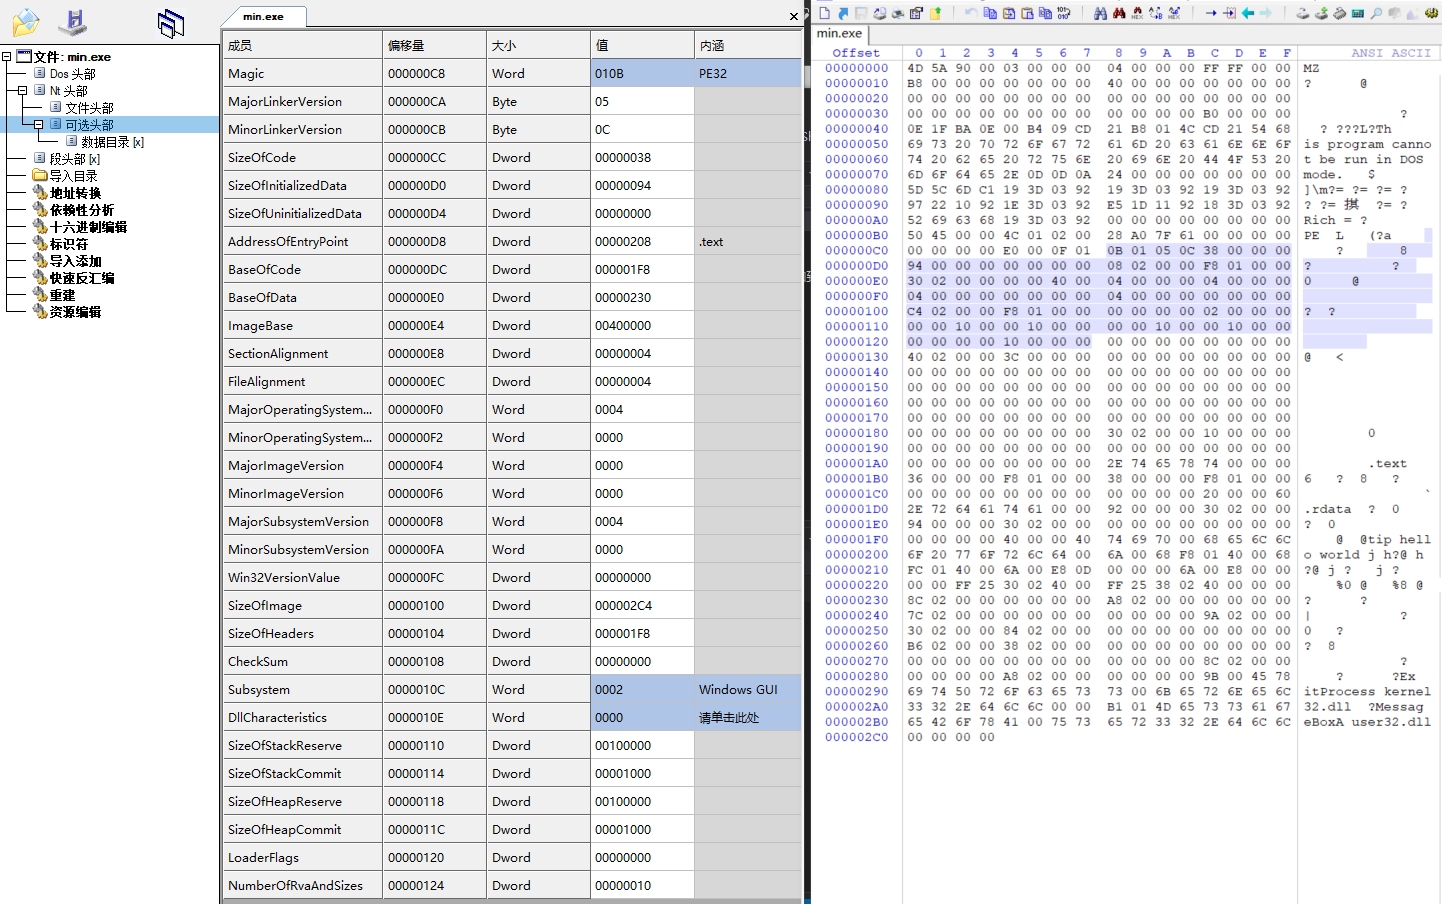 min.exe
文件: min.exe
Dos 头部
Nt 头部
文件头部
可选头部
数据目录 [x]
段头部 [x]
导入目录
地址转换
依赖性分析
十六进制编辑
标识符
导入添加
快速反汇编
重建
资源编辑
成员 偏移量 大小 值 内涵
Magic 000000C8 Word 010B PE32
MajorLinkerVersion 000000CA Byte 05
MinorLinkerVersion 000000CB Byte 0C
SizeOfCode 000000CC Dword 00000038
SizeOfInitializedData 000000D0 Dword 00000094
SizeOfUninitializedData 000000D4 Dword 00000000
AddressOfEntryPoint 000000D8 Dword 00000208 .text
BaseOfCode 000000DC Dword 000001F8
BaseOfData 000000E0 Dword 00000230
ImageBase 000000E4 Dword 00400000
SectionAlignment 000000E8 Dword 00000004
FileAlignment 000000EC Dword 00000004
MajorOperatingSystem... 000000F0 Word 0004
MinorOperatingSystem... 000000F2 Word 0000
MajorImageVersion 000000F4 Word 0000
MinorImageVersion 000000F6 Word 0000
MajorSubsystemVersion 000000F8 Word 0004
MinorSubsystemVersion 000000FA Word 0000
Win32VersionValue 000000FC Dword 00000000
SizeOfImage 00000100 Dword 000002C4
SizeOfHeaders 00000104 Dword 000001F8
CheckSum 00000108 Dword 00000000
Subsystem 0000010C Word 0002 Windows GUI
DllCharacteristics 0000010E Word 0000 请单击此处
SizeOfStackReserve 00000110 Dword 00100000
SizeOfStackCommit 00000114 Dword 00001000
SizeOfHeapReserve 00000118 Dword 00100000
SizeOfHeapCommit 0000011C Dword 00001000
LoaderFlags 00000120 Dword 00000000
NumberOfRvaAndSizes 00000124 Dword 00000010
min.exe
Offset 0 1 2 3 4 5 6 7 8 9 A B C D E F ANSI ASCII
00000000 4D 5A 90 00 03 00 00 00 04 00 00 00 FF FF 00 00 MZ
00000010 B8 00 00 00 00 00 00 00 40 00 00 00 00 00 00 00 ? @
00000020 00 00 00 00 00 00 00 00 00 00 00 00 00 00 00 00
00000030 00 00 00 00 00 00 00 00 00 00 00 00 B0 00 00 00 ?
00000040 0E 1F BA 0E 00 B4 09 CD 21 B8 01 4C CD 21 54 68 ? ???L?Th
00000050 69 73 20 70 72 6F 67 72 61 6D 20 63 61 6E 6E 6F is program canno
00000060 74 20 62 65 20 72 75 6E 20 69 6E 20 44 4F 53 20 t be run in DOS
00000070 6D 6F 64 65 2E 0D 0D 0A 24 00 00 00 00 00 00 00 mode. $
00000080 5D 5C 6D C1 19 3D 03 92 19 3D 03 92 19 3D 03 92 ]\m?= ?= ?= ?
00000090 97 22 10 92 1E 3D 03 92 E5 1D 11 92 18 3D 03 92 ? ?= 掑 ?= ?
000000A0 52 69 63 68 19 3D 03 92 00 00 00 00 00 00 00 00 Rich = ?
000000B0 50 45 00 00 4C 01 02 00 28 A0 7F 61 00 00 00 00 PE L (?a
000000C0 00 00 00 00 E0 00 0F 01 0B 01 05 0C 38 00 00 00 ? 8
000000D0 94 00 00 00 00 00 00 00 08 02 00 00 F8 01 00 00 ? ?
000000E0 30 02 00 00 00 00 40 00 04 00 00 00 04 00 00 00 0 @
000000F0 04 00 00 00 00 00 00 00 04 00 00 00 00 00 00 00
00000100 C4 02 00 00 F8 01 00 00 00 00 00 00 02 00 00 00 ? ?
00000110 00 00 10 00 00 10 00 00 00 00 10 00 00 10 00 00
00000120 00 00 00 00 10 00 00 00 00 00 00 00 00 00 00 00
00000130 40 02 00 00 3C 00 00 00 00 00 00 00 00 00 00 00 @ <
00000140 00 00 00 00 00 00 00 00 00 00 00 00 00 00 00 00
00000150 00 00 00 00 00 00 00 00 00 00 00 00 00 00 00 00
00000160 00 00 00 00 00 00 00 00 00 00 00 00 00 00 00 00
00000170 00 00 00 00 00 00 00 00 00 00 00 00 00 00 00 00
00000180 00 00 00 00 00 00 00 00 30 02 00 00 10 00 00 00 0
00000190 00 00 00 00 00 00 00 00 00 00 00 00 00 00 00 00
000001A0 00 00 00 00 00 00 00 00 2E 74 65 78 74 00 00 00 .text
000001B0 36 00 00 00 F8 01 00 00 38 00 00 00 F8 01 00 00 6 ? 8 ?
000001C0 00 00 00 00 00 00 00 00 00 00 00 00 20 00 00 60 `
000001D0 2E 72 64 61 74 61 00 00 92 00 00 00 30 02 00 00 .rdata ? 0
000001E0 94 00 00 00 30 02 00 00 00 00 00 00 00 00 00 00 ? 0
000001F0 00 00 00 00 40 00 00 40 74 69 70 00 68 65 6C 6C @ @tip hell
00000200 6F 20 77 6F 72 6C 64 00 6A 00 68 F8 01 40 00 68 o world j h?@ h
00000210 FC 01 40 00 6A 00 E8 0D 00 00 00 6A 00 E8 00 00 ?@ j ? j ?
00000220 00 00 FF 25 30 02 40 00 FF 25 38 02 40 00 00 00 %0 @ %8 @
00000230 8C 02 00 00 00 00 00 00 A8 02 00 00 00 00 00 00 ? ?
00000240 7C 02 00 00 00 00 00 00 00 00 00 00 9A 02 00 00 | ?
00000250 30 02 00 00 84 02 00 00 00 00 00 00 00 00 00 00 0 ?
00000260 B6 02 00 00 38 02 00 00 00 00 00 00 00 00 00 00 ? 8
00000270 00 00 00 00 00 00 00 00 00 00 00 00 8C 02 00 00 ?
00000280 00 00 00 00 A8 02 00 00 00 00 00 00 9B 00 45 78 ? ?Ex
00000290 69 74 50 72 6F 63 65 73 73 00 6B 65 72 6E 65 6C itProcess kernel
000002A0 33 32 2E 64 6C 6C 00 00 B1 01 4D 65 73 73 61 67 32.dll ?Messag
000002B0 65 42 6F 78 41 00 75 73 65 72 33 32 2E 64 6C 6C eBoxA user32.dll
000002C0 00 00 00 00